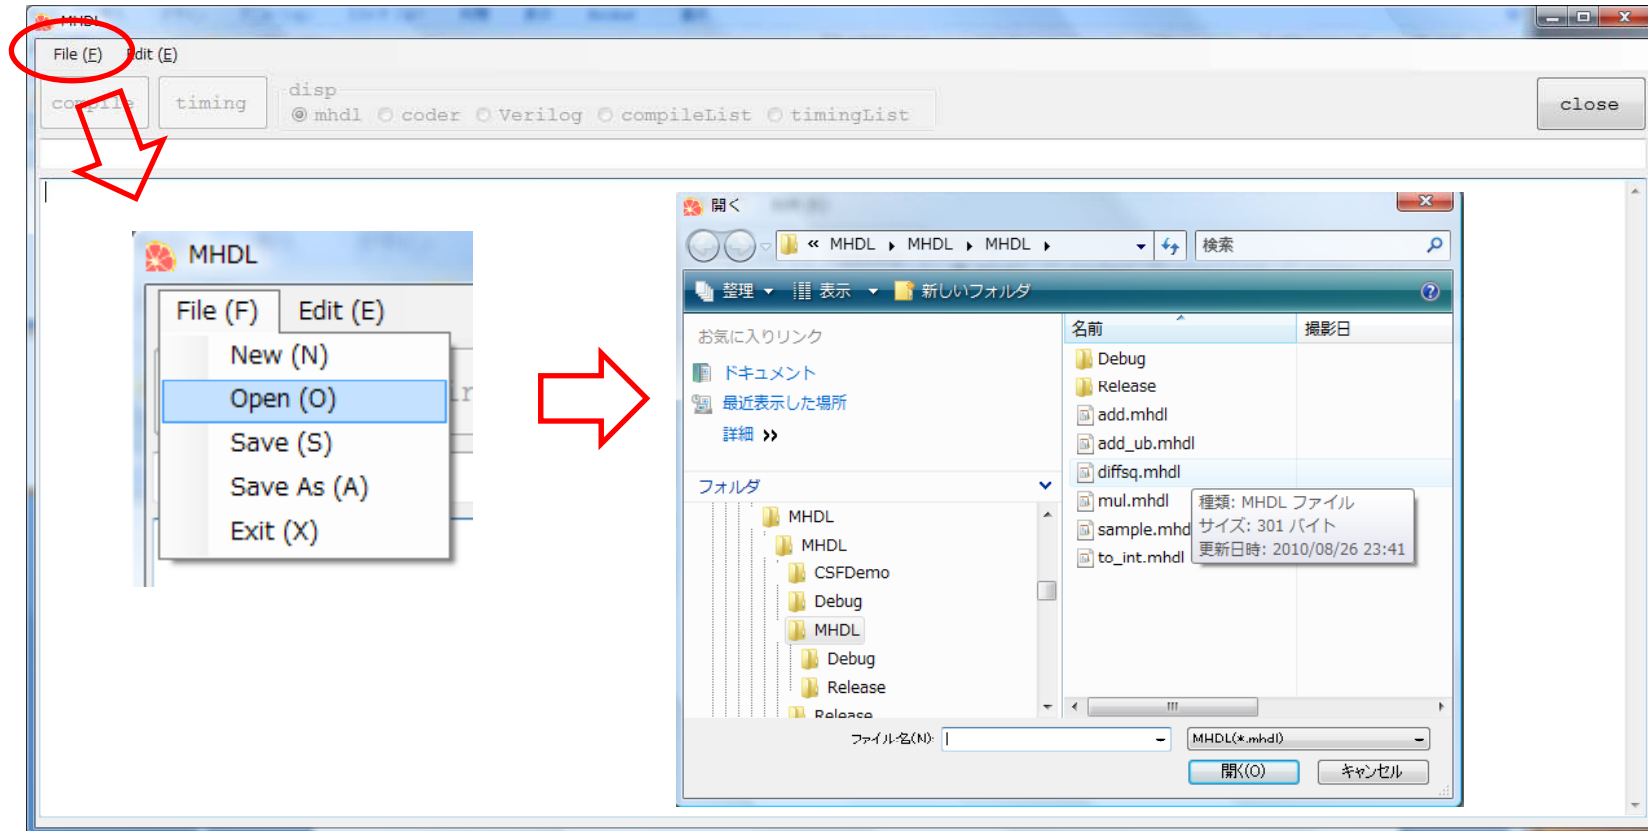 MHDL
File (F) Edit (E)
compile timing disp
mhdl coder Verilog compileList timingList
close
MHDL
File (F) Edit (E)
New (N)
Open (O)
Save (S)
Save As (A)
Exit (X)
開く
« MHDL ▸ MHDL ▸ MHDL ▸
検索
整理 表示 新しいフォルダ
お気に入りリンク
ドキュメント
最近表示した場所
詳細 »
フォルダ
MHDL
MHDL
CSFDemo
Debug
MHDL
Debug
Release
Release
名前 撮影日
Debug
Release
add.mhdl
add_ub.mhdl
diffsq.mhdl
mul.mhdl
sample.mhd
to_int.mhdl
種類: MHDL ファイル
サイズ: 301 バイト
更新日時: 2010/08/26 23:41
ファイル名(N):
MHDL(*.mhdl)
開く(O) キャンセル